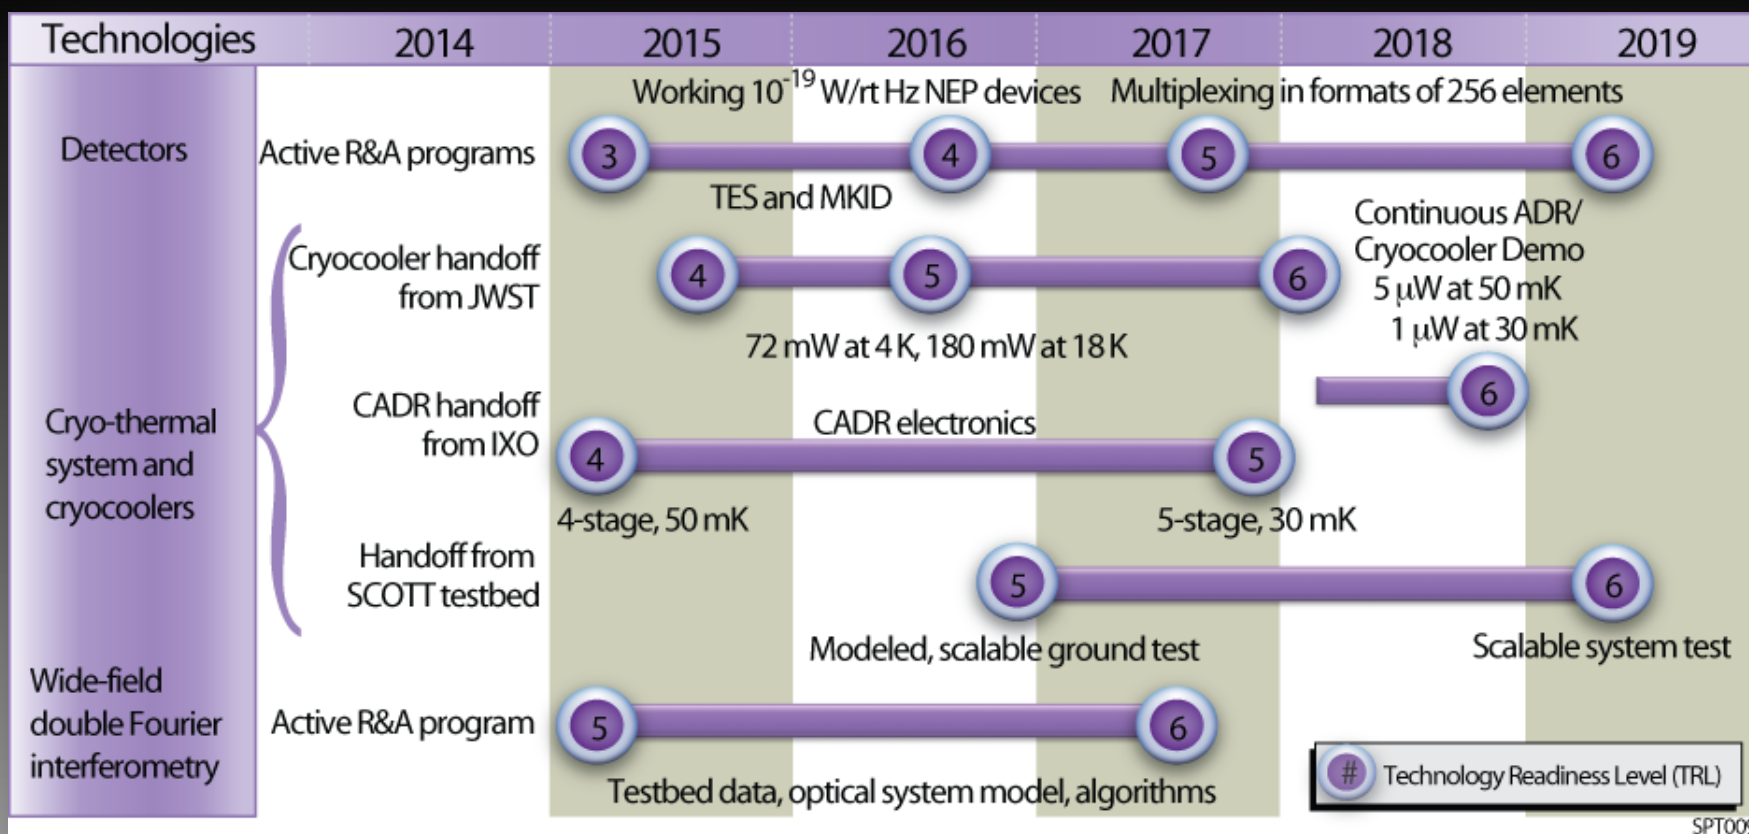 Technologies 2014 2015 2016 2017 2018 2019
Working 10⁻¹⁹ W/rt Hz NEP devices Multiplexing in formats of 256 elements
Detectors Active R&A programs 3 4 5 6
TES and MKID
Cryocooler handoff
from JWST
4 5 6
Continuous ADR/
Cryocooler Demo
5 μW at 50 mK
1 μW at 30 mK
72 mW at 4 K, 180 mW at 18 K
6
Cryo-thermal
system and
cryocoolers
CADR handoff
from IXO
CADR electronics
4 5
4-stage, 50 mK 5-stage, 30 mK
Handoff from
SCOTT testbed
5 6
Modeled, scalable ground test Scalable system test
Wide-field
double Fourier
interferometry
Active R&A program 5 6
Testbed data, optical system model, algorithms
# Technology Readiness Level (TRL)